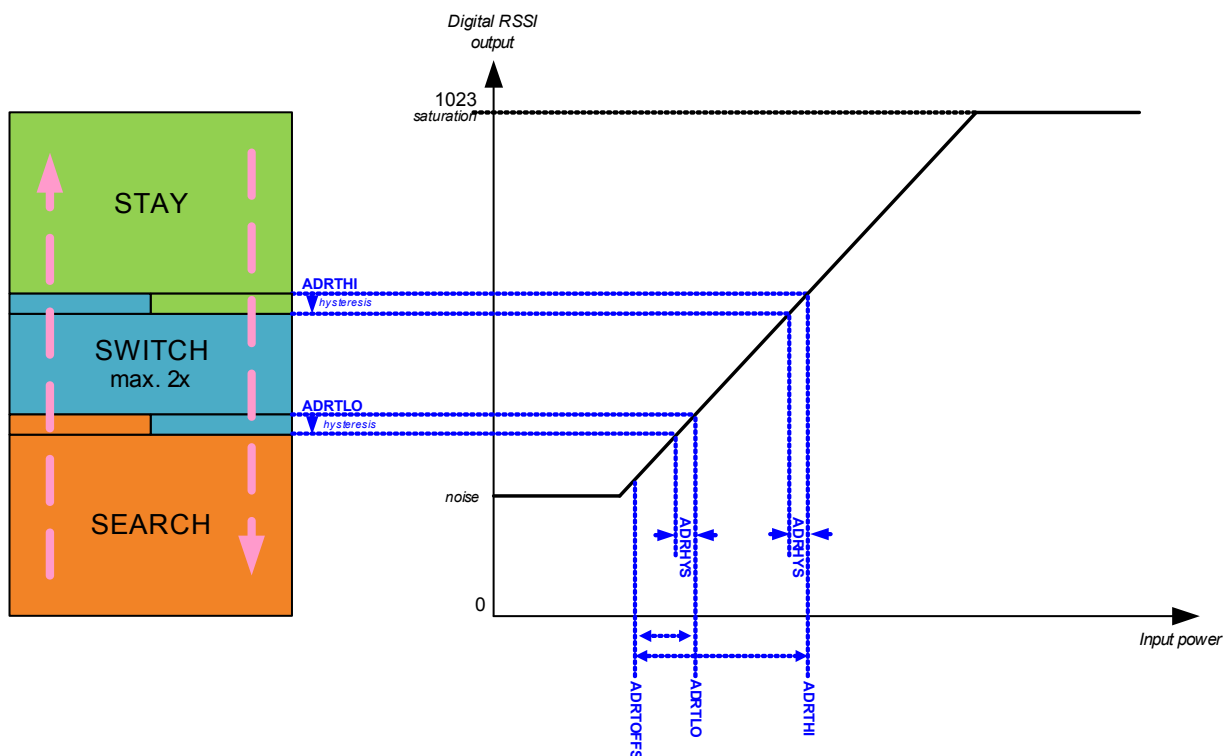 Digital RSSI
output
1023
saturation
STAY
ADRTHI
hysteresis
SWITCH
max. 2x
ADRTLO
hysteresis
noise
SEARCH
ADRHYS
ADRHYS
0
Input power
ADRTOFFS
ADRTLO
ADRTHI